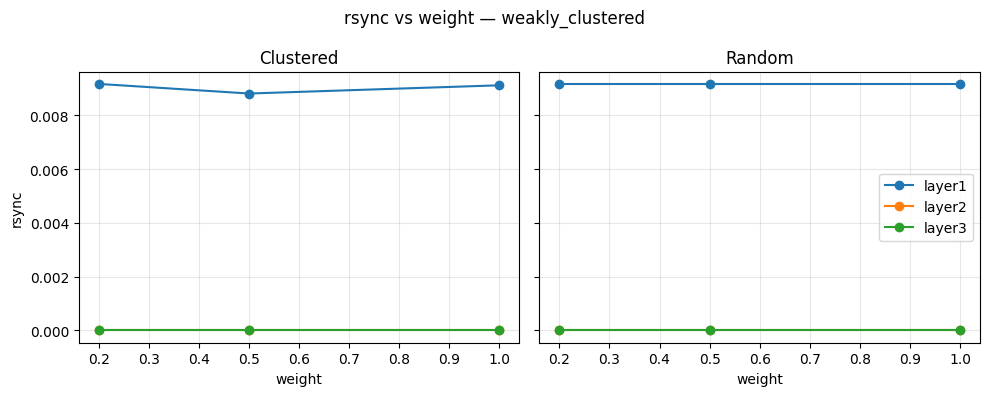 rsync vs weight — weakly_clustered
Clustered
Random
rsync
0.008
0.006
0.004
0.002
0.000
0.2 0.3 0.4 0.5 0.6 0.7 0.8 0.9 1.0
weight
0.2 0.3 0.4 0.5 0.6 0.7 0.8 0.9 1.0
weight
layer1
layer2
layer3